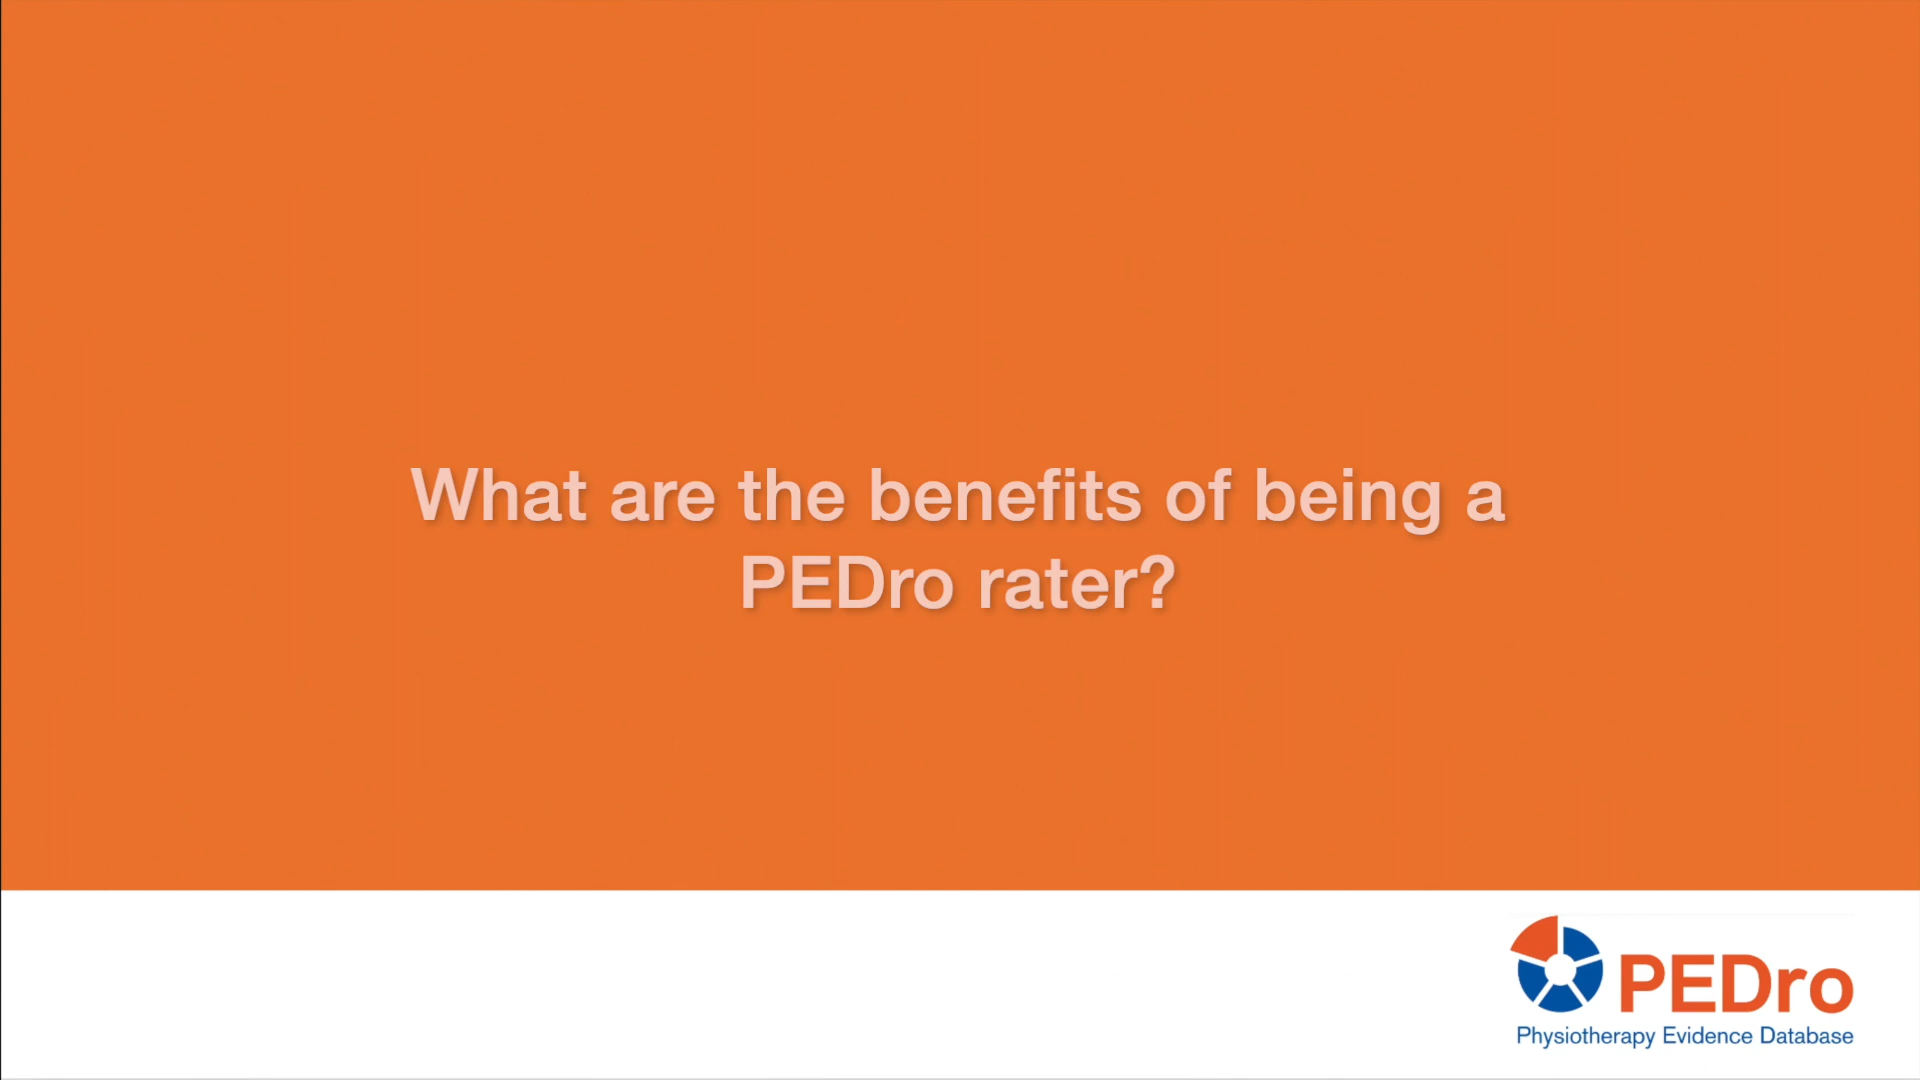 What are the benefits of being a
PEDro rater?
PEDro
Physiotherapy Evidence Database